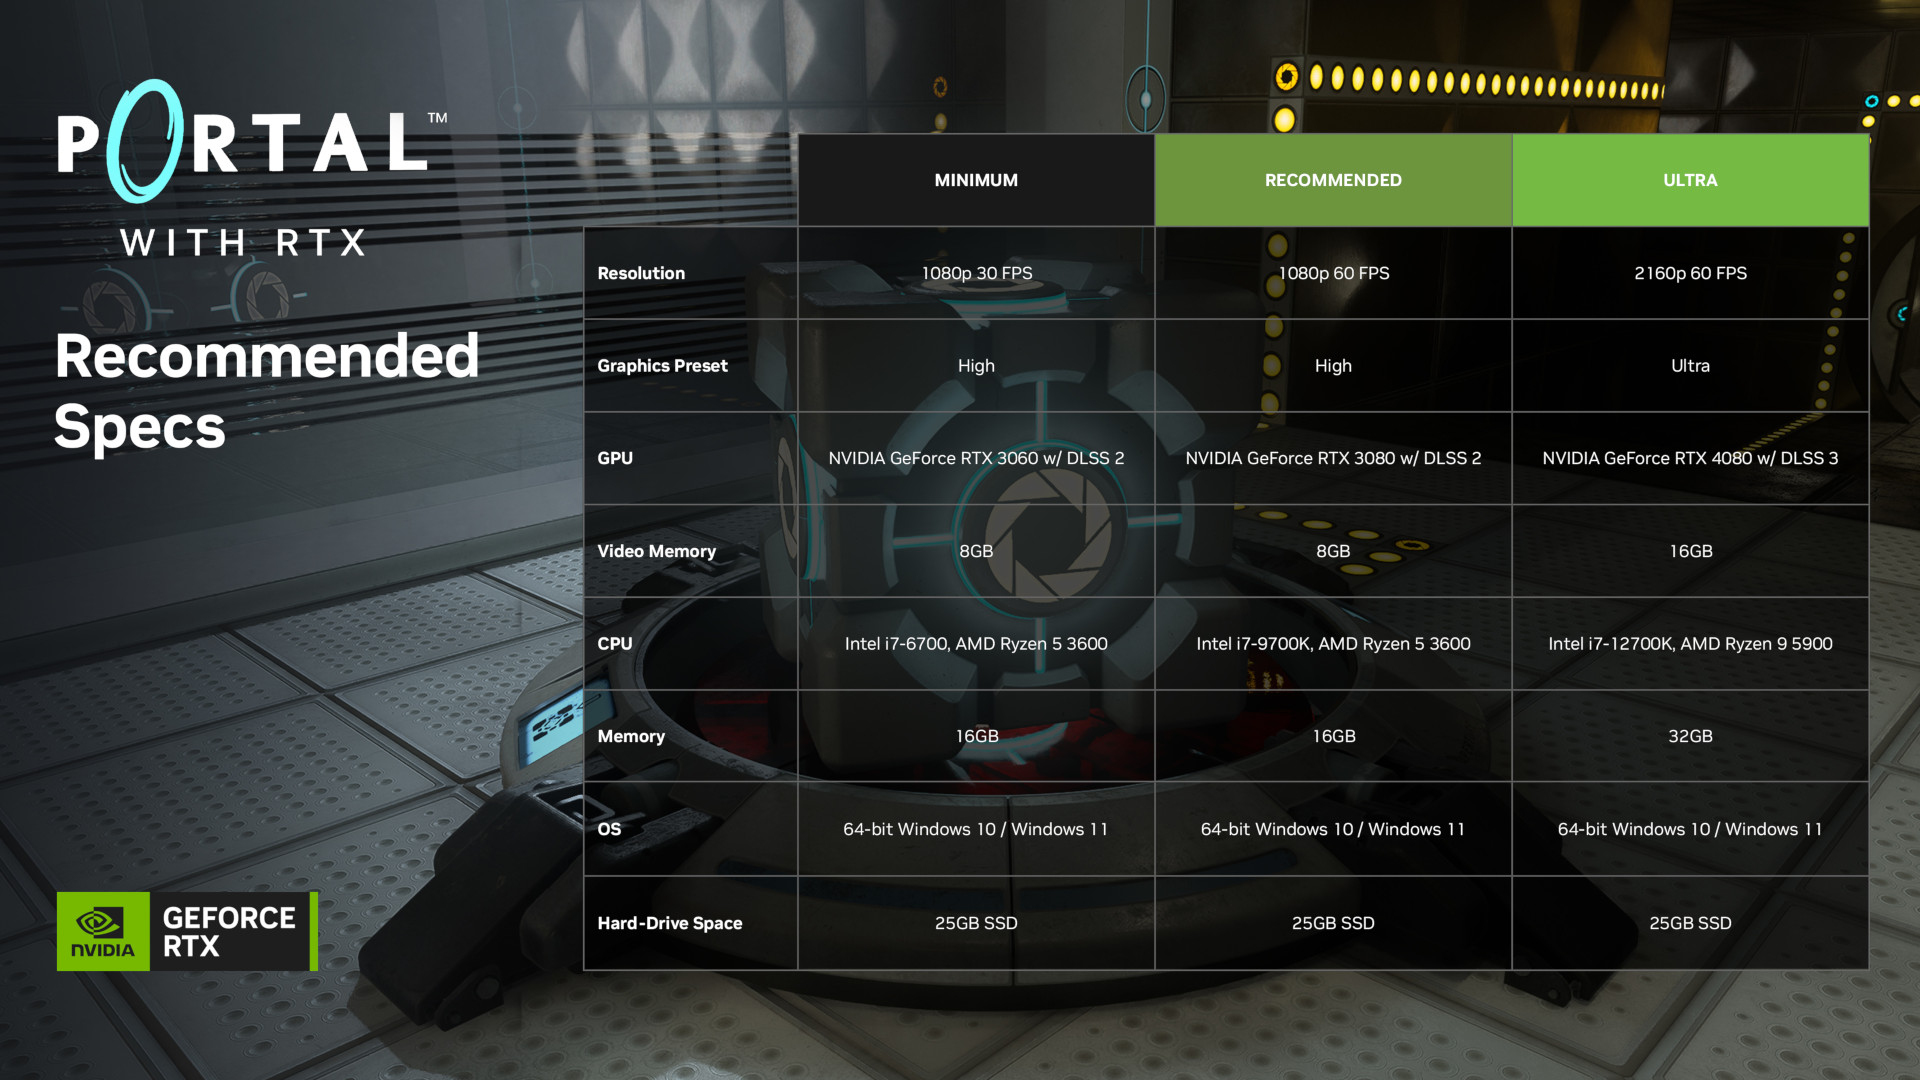 PORTAL™
WITH RTX
Recommended
Specs
MINIMUM RECOMMENDED ULTRA
Resolution 1080p 30 FPS 1080p 60 FPS 2160p 60 FPS
Graphics Preset High High Ultra
GPU NVIDIA GeForce RTX 3060 w/ DLSS 2 NVIDIA GeForce RTX 3080 w/ DLSS 2 NVIDIA GeForce RTX 4080 w/ DLSS 3
Video Memory 8GB 8GB 16GB
CPU Intel i7-6700, AMD Ryzen 5 3600 Intel i7-9700K, AMD Ryzen 5 3600 Intel i7-12700K, AMD Ryzen 9 5900
Memory 16GB 16GB 32GB
OS 64-bit Windows 10 / Windows 11 64-bit Windows 10 / Windows 11 64-bit Windows 10 / Windows 11
Hard-Drive Space 25GB SSD 25GB SSD 25GB SSD
NVIDIA
GEFORCE
RTX